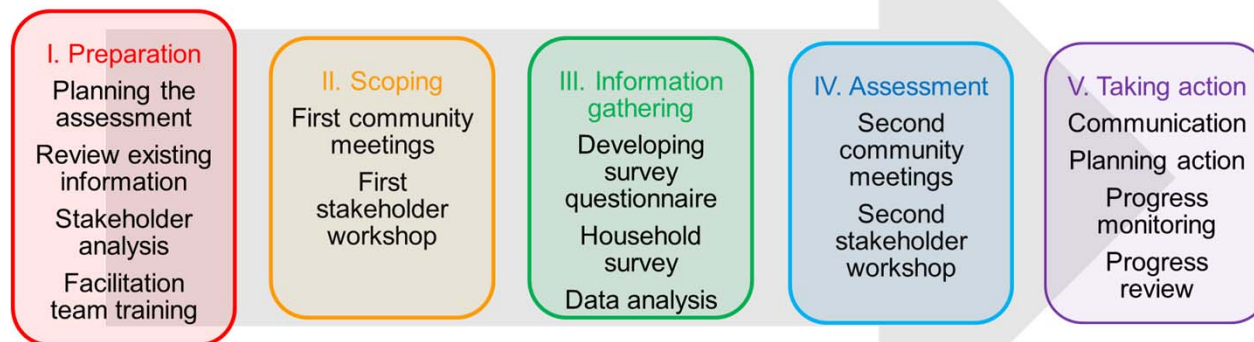 I. Preparation
Planning the
assessment
Review existing
information
Stakeholder
analysis
Facilitation
team training
II. Scoping
First community
meetings
First
stakeholder
workshop
III. Information
gathering
Developing
survey
questionnaire
Household
survey
Data analysis
IV. Assessment
Second
community
meetings
Second
stakeholder
workshop
V. Taking action
Communication
Planning action
Progress
monitoring
Progress
review